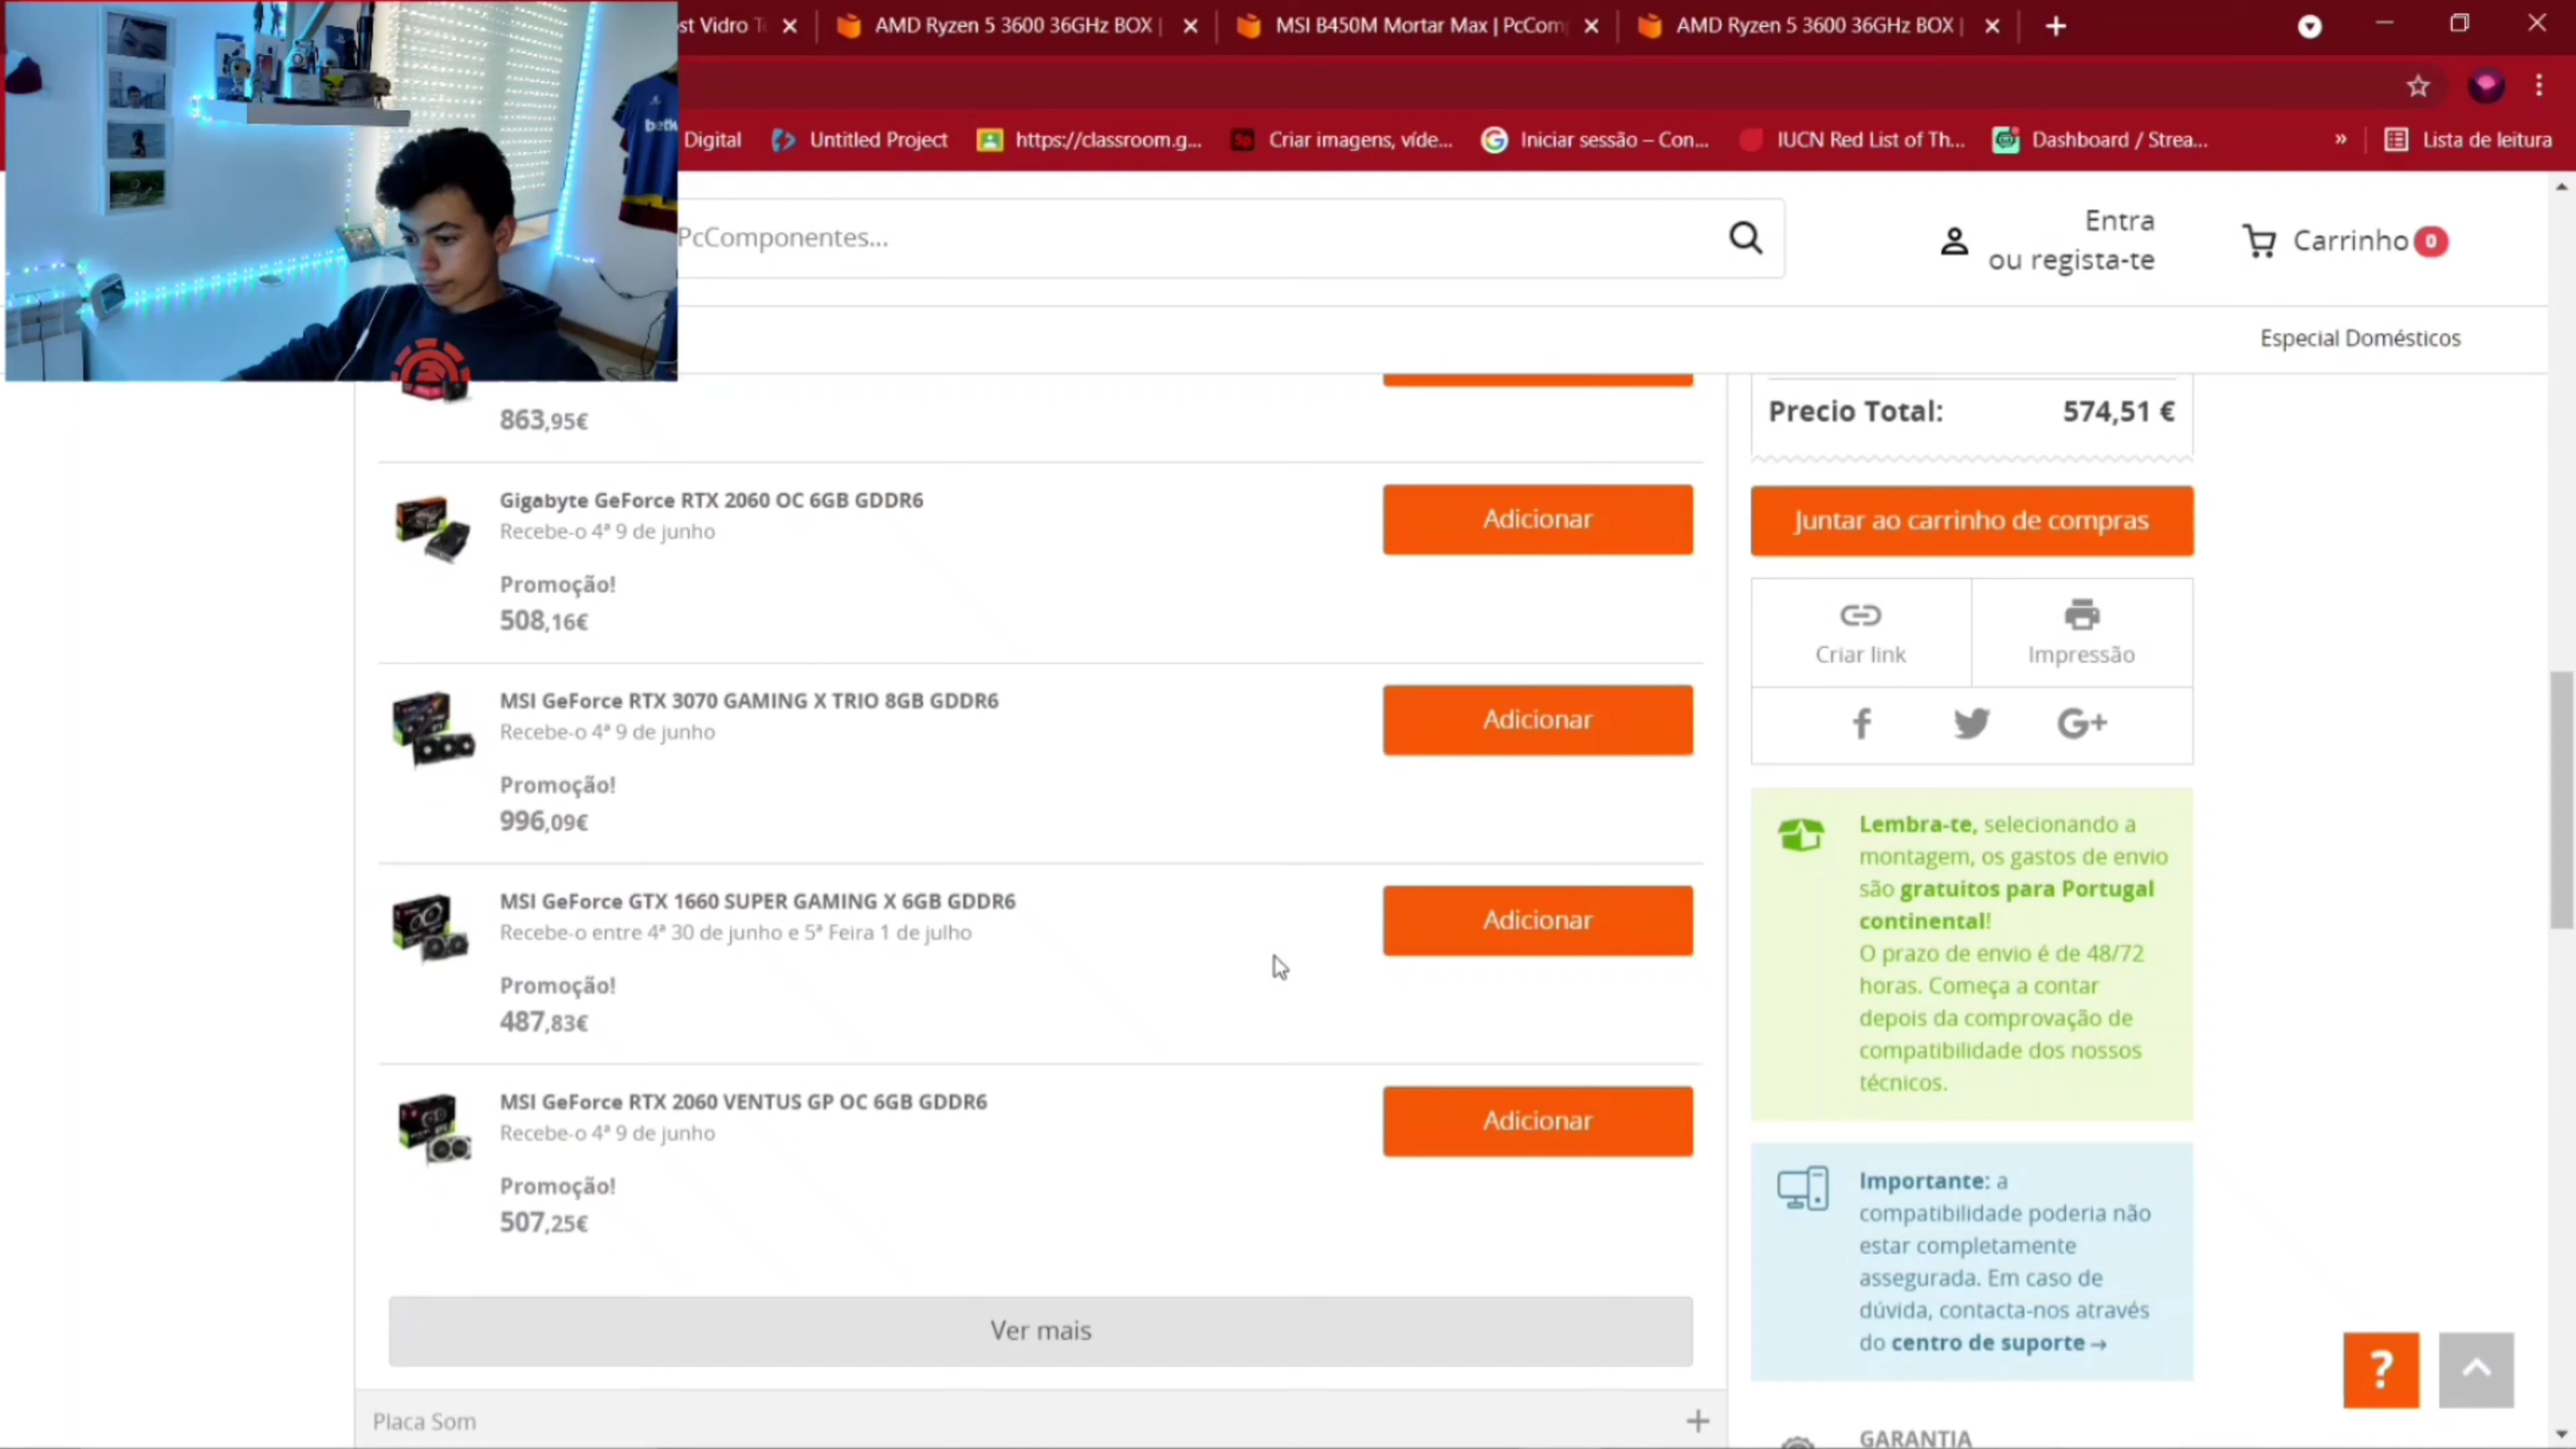 st Vidro T
AMD Ryzen 5 3600 36GHz BOX |
MSI B450M Mortar Max | PcCom
AMD Ryzen 5 3600 36GHz BOX |
Digital
Untitled Project
https://classroom.g...
Criar imagens, víde...
Iniciar sessão – Con...
IUCN Red List of Th...
Dashboard / Strea...
»
Lista de leitura
PcComponentes...
Entra
ou regista-te
Carrinho 0
Especial Domésticos
863,95€
Gigabyte GeForce RTX 2060 OC 6GB GDDR6
Recebe-o 4ª 9 de junho
Promoção!
508,16€
Adicionar
MSI GeForce RTX 3070 GAMING X TRIO 8GB GDDR6
Recebe-o 4ª 9 de junho
Promoção!
996,09€
Adicionar
MSI GeForce GTX 1660 SUPER GAMING X 6GB GDDR6
Recebe-o entre 4ª 30 de junho e 5ª Feira 1 de julho
Promoção!
487,83€
Adicionar
MSI GeForce RTX 2060 VENTUS GP OC 6GB GDDR6
Recebe-o 4ª 9 de junho
Promoção!
507,25€
Adicionar
Ver mais
Placa Som
Precio Total: 574,51 €
Juntar ao carrinho de compras
Criar link
Impressão
G+
Lembra-te, selecionando a
montagem, os gastos de envio
são gratuitos para Portugal
continental!
O prazo de envio é de 48/72
horas. Começa a contar
depois da comprovação de
compatibilidade dos nossos
técnicos.
Importante: a
compatibilidade poderia não
estar completamente
assegurada. Em caso de
dúvida, contacta-nos através
do centro de suporte →
?
GARANTIA